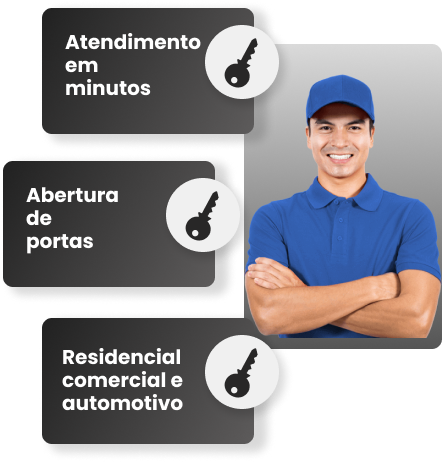 Atendimento
em
minutos
Abertura
de
portas
Residencial
comercial e
automotivo